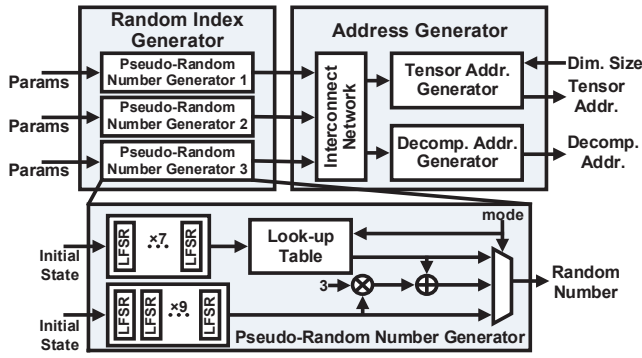 Random Index
Generator
Address Generator
Params
Pseudo-Random
Number Generator 1
Params
Pseudo-Random
Number Generator 2
Params
Pseudo-Random
Number Generator 3
Interconnect
Network
Tensor Addr.
Generator
Dim. Size
Tensor
Addr.
Decomp. Addr.
Generator
Decomp.
Addr.
mode
Initial
State
LFSR
×7
...
LFSR
Look-up
Table
3
Random
Number
Initial
State
LFSR
LFSR
×9
...
LFSR
Pseudo-Random Number Generator